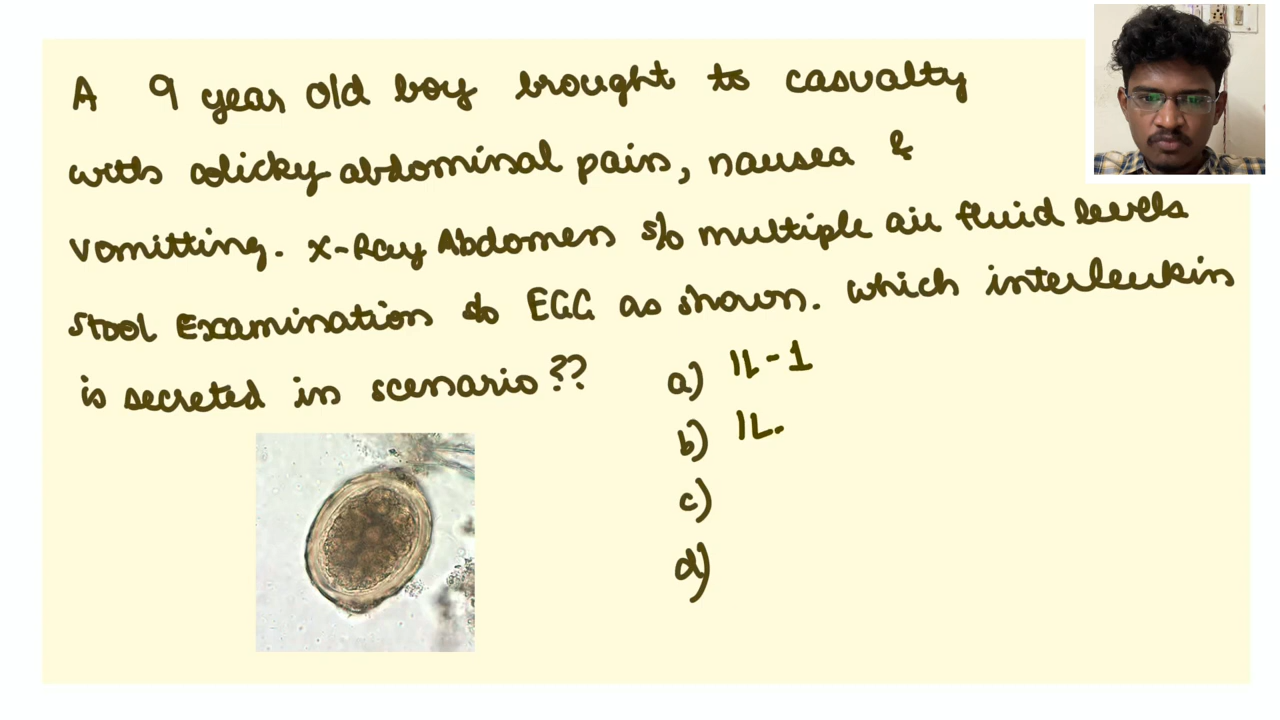 A 9 year old boy brought to casualty
with colicky abdominal pain, nausea &
vomitting. X-Ray Abdomen s/o multiple air fluid levels
Stool Examination s/o EGG as shown. which interleukin
is secreted in scenario??
a) IL-1
b) IL.
c)
d)